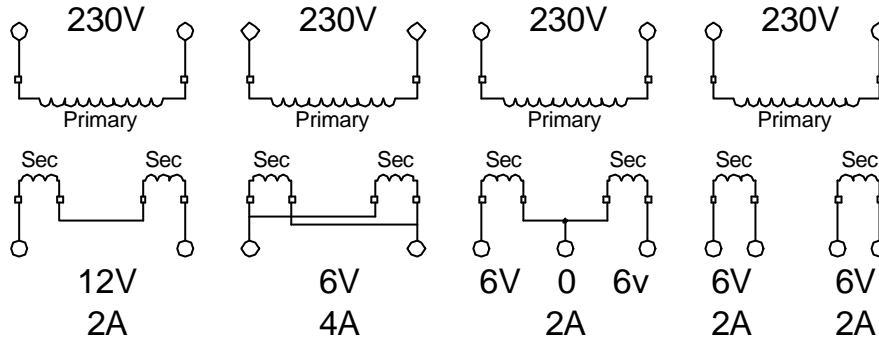 230V 230V 230V 230V
Primary Primary Primary Primary
Sec Sec Sec Sec Sec Sec Sec Sec
12V 6V 6V 0 6v 6V 6V
2A 4A 2A 2A 2A